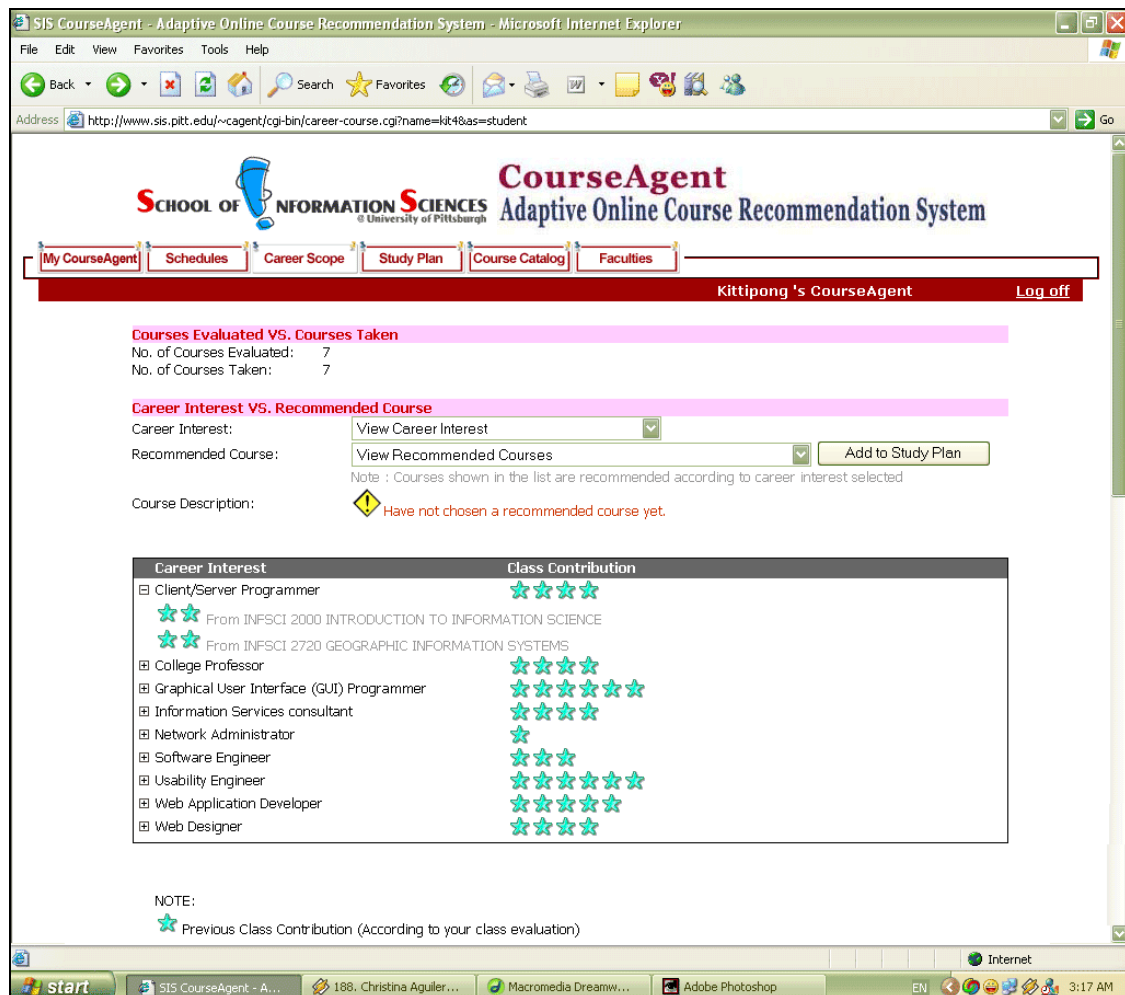 SIS CourseAgent - Adaptive Online Course Recommendation System - Microsoft Internet Explorer
File Edit View Favorites Tools Help
Back Search Favorites
Address http://www.sis.pitt.edu/~cagent/cgi-bin/career-course.cgi?name=kit4&as=student Go
SCHOOL OF INFORMATION SCIENCES
@ University of Pittsburgh
CourseAgent
Adaptive Online Course Recommendation System
My CourseAgent Schedules Career Scope Study Plan Course Catalog Faculties
Kittipong 's CourseAgent Log off
Courses Evaluated VS. Courses Taken
No. of Courses Evaluated: 7
No. of Courses Taken: 7
Career Interest VS. Recommended Course
Career Interest: View Career Interest
Recommended Course: View Recommended Courses Add to Study Plan
Note : Courses shown in the list are recommended according to career interest selected
Course Description: Have not chosen a recommended course yet.
Career Interest Class Contribution
Client/Server Programmer
From INFSCI 2000 INTRODUCTION TO INFORMATION SCIENCE
From INFSCI 2720 GEOGRAPHIC INFORMATION SYSTEMS
College Professor
Graphical User Interface (GUI) Programmer
Information Services consultant
Network Administrator
Software Engineer
Usability Engineer
Web Application Developer
Web Designer
NOTE:
Previous Class Contribution (According to your class evaluation)
Internet
start SIS CourseAgent - A... 188. Christina Aguiler... Macromedia Dreamw... Adobe Photoshop EN 3:17 AM